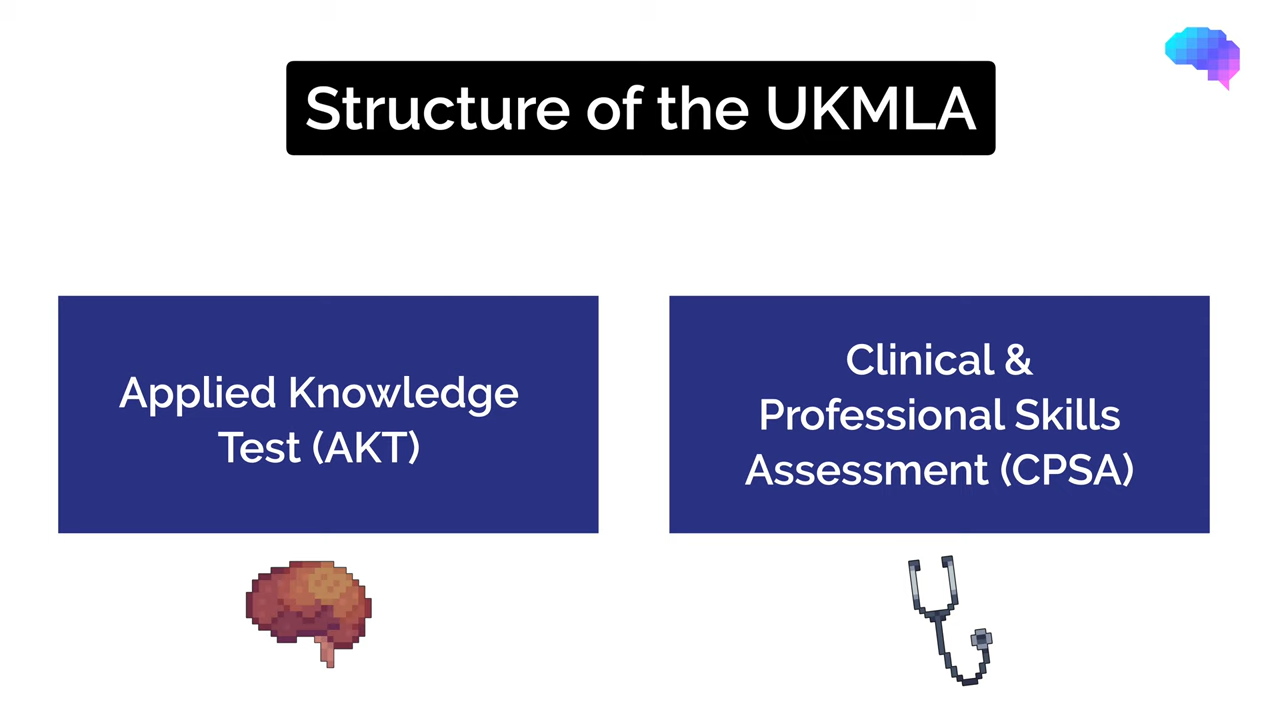 Structure of the UKMLA
Applied Knowledge
Test (AKT)
Clinical &
Professional Skills
Assessment (CPSA)